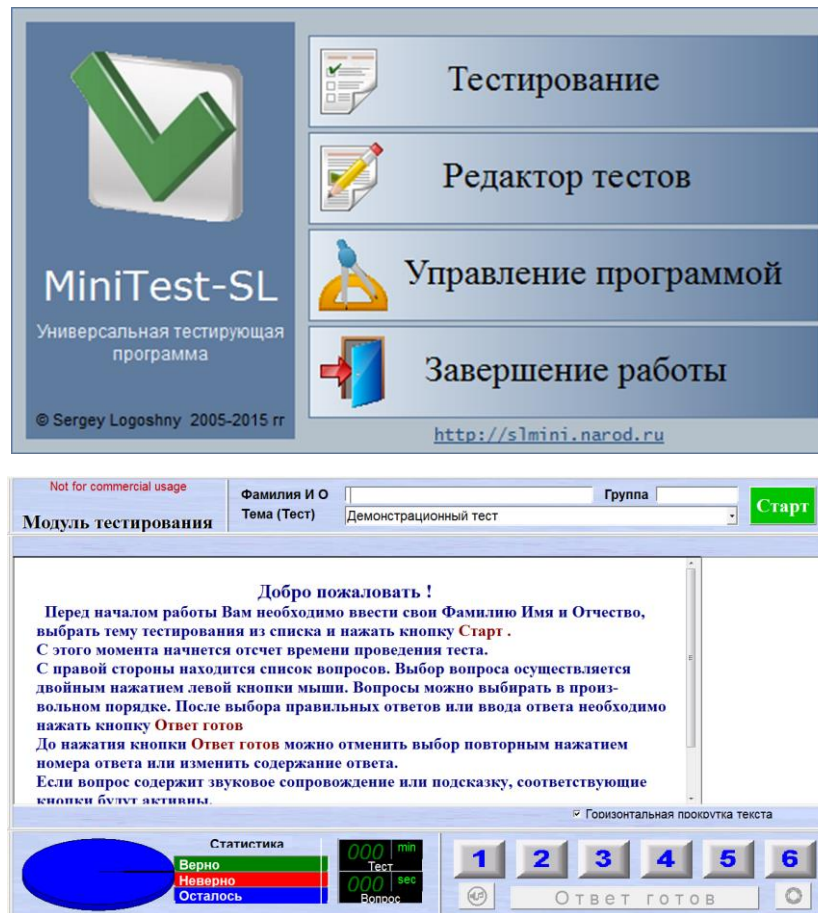 Тестирование
Редактор тестов
Управление программой
Завершение работы
MiniTest-SL
Универсальная тестирующая
программа
© Sergey Logoshny 2005-2015 гг
http://slmini.narod.ru
Not for commercial usage
Модуль тестирования
Фамилия И О
Группа
Тема (Тест)
Демонстрационный тест
Старт
Добро пожаловать !
Перед началом работы Вам необходимо ввести свои Фамилию Имя и Отчество,
выбрать тему тестирования из списка и нажать кнопку Старт .
С этого момента начнется отсчет времени проведения теста.
С правой стороны находится список вопросов. Выбор вопроса осуществляется
двойным нажатием левой кнопки мыши. Вопросы можно выбирать в произ-
вольном порядке. После выбора правильных ответов или ввода ответа необходимо
нажать кнопку Ответ готов
До нажатия кнопки Ответ готов можно отменить выбор повторным нажатием
номера ответа или изменить содержание ответа.
Если вопрос содержит звуковое сопровождение или подсказку, соответствующие
кнопки будут активны.
Горизонтальная прокрутка текста
Статистика
Верно
Неверно
Осталось
000 min
Тест
000 sec
Вопрос
1 2 3 4 5 6
Ответ готов